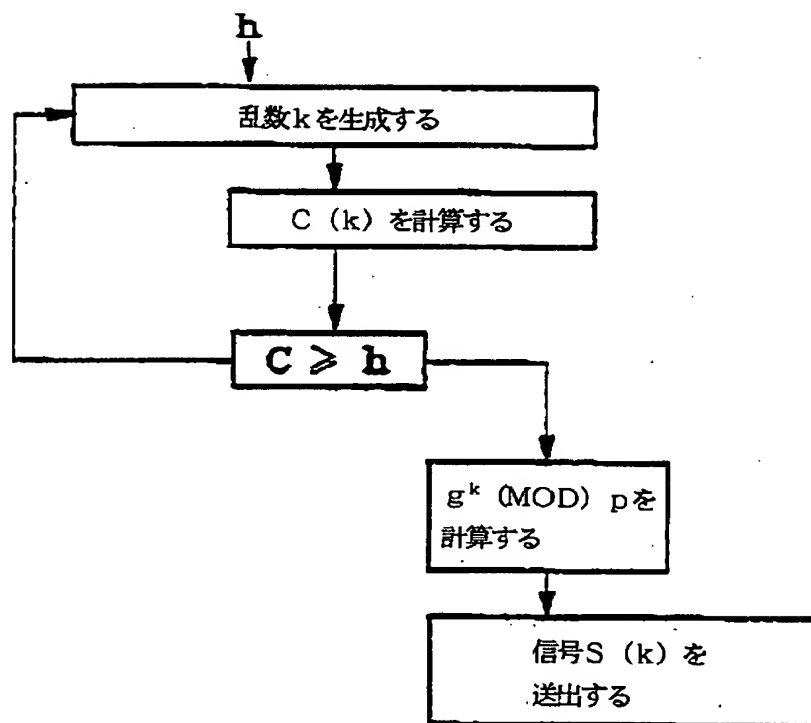 h
乱数kを生成する
C (k) を計算する
C ≥ h
gᵏ (MOD) pを
計算する
信号S (k) を
送出する